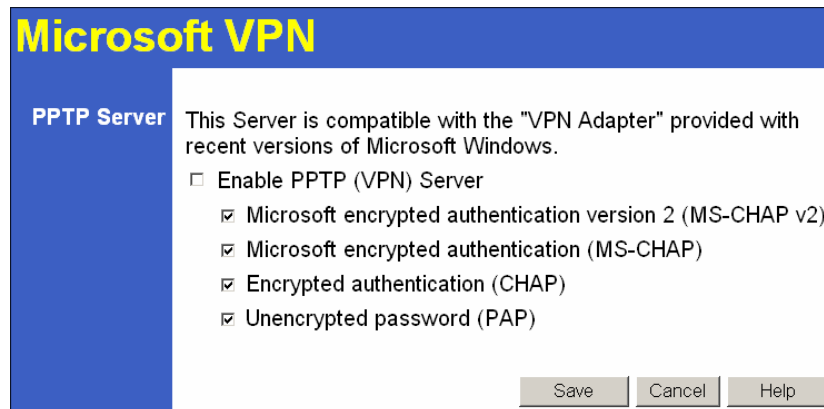 Microsoft VPN
PPTP Server
This Server is compatible with the "VPN Adapter" provided with
recent versions of Microsoft Windows.
Enable PPTP (VPN) Server
Microsoft encrypted authentication version 2 (MS-CHAP v2)
Microsoft encrypted authentication (MS-CHAP)
Encrypted authentication (CHAP)
Unencrypted password (PAP)
Save Cancel Help